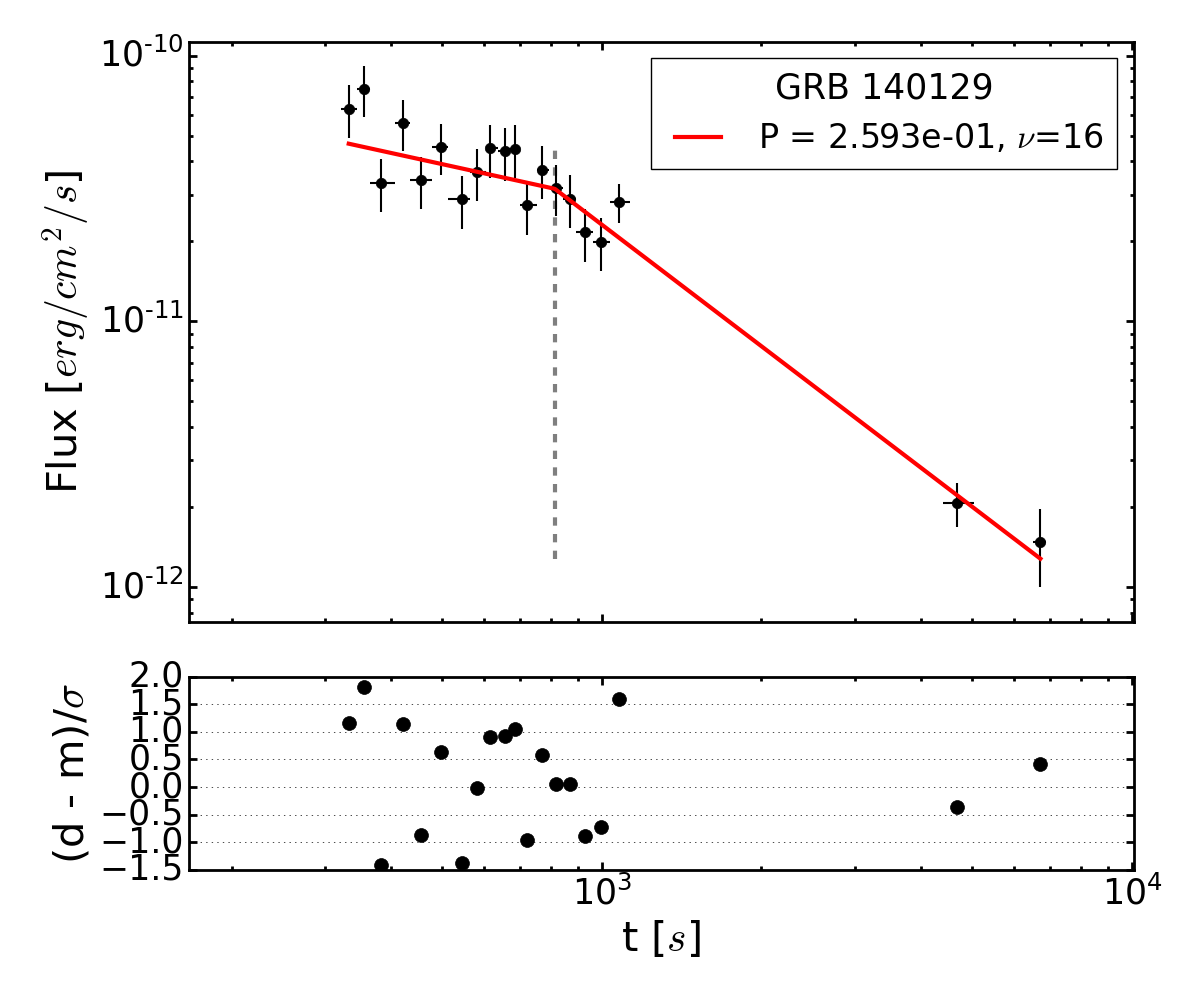 10^-10
10^-11
10^-12
Flux [erg/cm^2/s]
GRB 140129
P = 2.593e-01, ν=16
2.0
1.5
1.0
0.5
0.0
−0.5
−1.0
−1.5
(d - m)/σ
10^3 10^4
t [s]